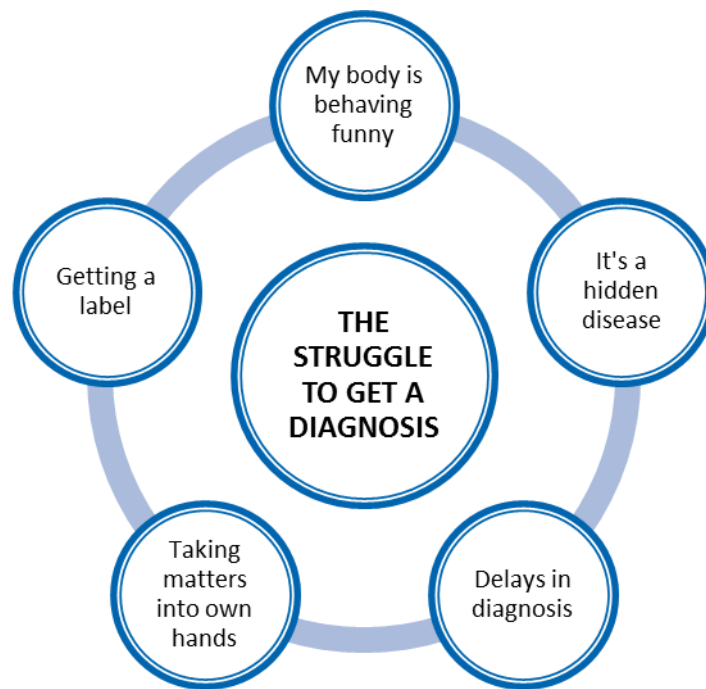 My body is
behaving
funny
It's a
hidden
disease
Delays in
diagnosis
Taking
matters
into own
hands
Getting a
label
THE
STRUGGLE
TO GET A
DIAGNOSIS